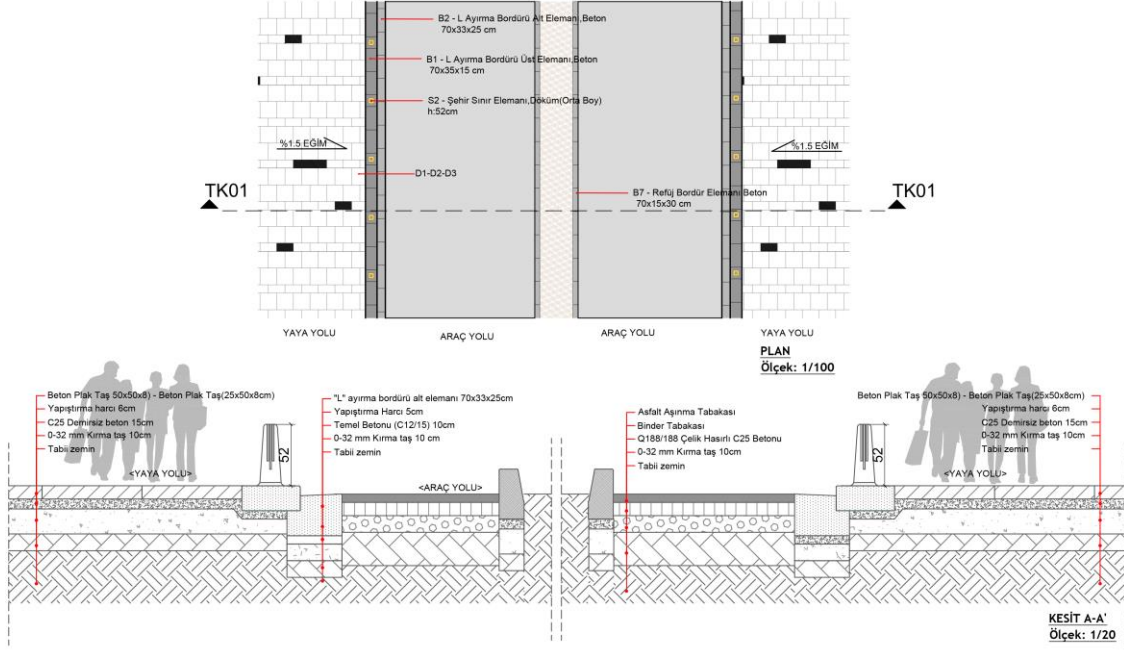 B2 - L Ayırma Bordürü Alt Elemanı,Beton
70x33x25 cm
B1 - L Ayırma Bordürü Üst Elemanı,Beton
70x35x15 cm
S2 - Şehir Sınır Elemanı,Döküm(Orta Boy)
h:52cm
%1.5 EĞİM
%1.5 EĞİM
D1-D2-D3
TK01
TK01
B7 - Refüj Bordür Elemanı Beton
70x15x30 cm
YAYA YOLU
ARAÇ YOLU
ARAÇ YOLU
YAYA YOLU
PLAN
Ölçek: 1/100
Beton Plak Taş 50x50x8) - Beton Plak Taş(25x50x8cm)
Yapıştırma harcı 6cm
C25 Demirsiz beton 15cm
0-32 mm Kırma taş 10cm
Tabii zemin
<YAYA YOLU>
52
"L" ayırma bordürü alt elemanı 70x33x25cm
Yapıştırma Harcı 5cm
Temel Betonu (C12/15) 10cm
0-32 mm Kırma taş 10 cm
Tabii zemin
<ARAÇ YOLU>
Asfalt Aşınma Tabakası
Binder Tabakası
Q188/188 Çelik Hasırlı C25 Betonu
0-32 mm Kırma taş 10cm
Tabii zemin
52
Beton Plak Taş 50x50x8) - Beton Plak Taş(25x50x8cm)
Yapıştırma harcı 6cm
C25 Demirsiz beton 15cm
0-32 mm Kırma taş 10cm
Tabii zemin
<YAYA YOLU>
KESİT A-A'
Ölçek: 1/20